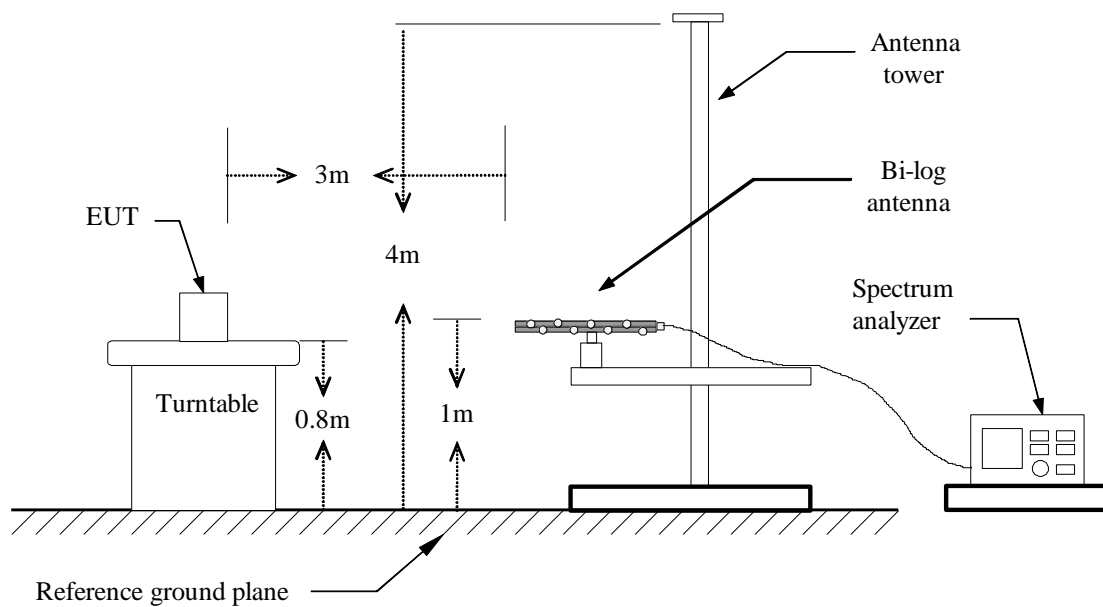 Antenna
tower
3m
Bi-log
antenna
EUT
4m
Spectrum
analyzer
Turntable
0.8m
1m
Reference ground plane